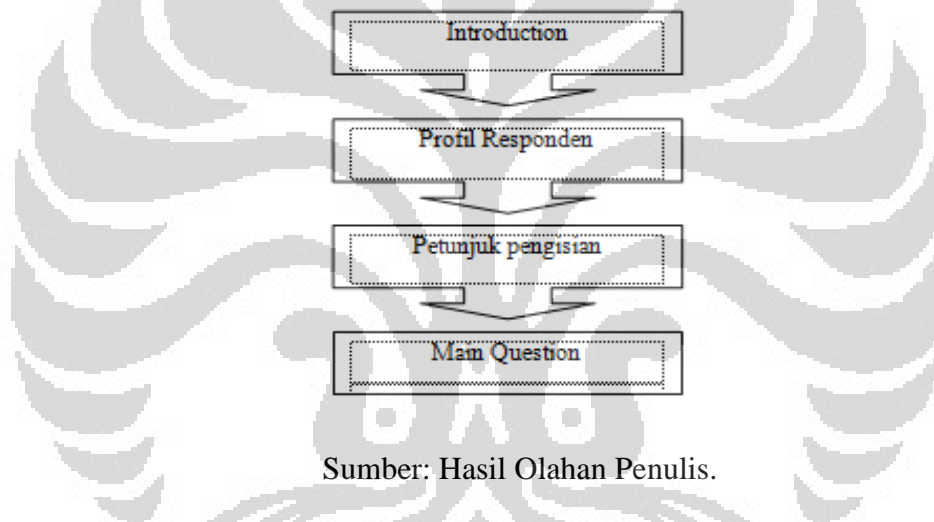 Introduction
Profil Responden
Petunjuk pengisian
Main Question
Sumber: Hasil Olahan Penulis.